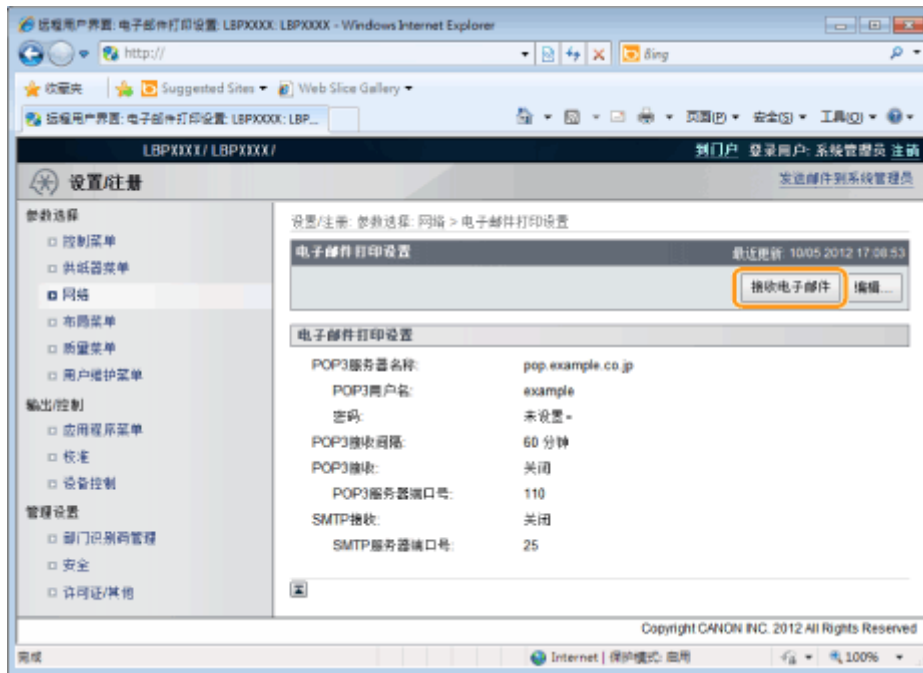 远程用户界面: 电子邮件打印设置: LBPXXXX: LBPXXXX - Windows Internet Explorer
http://
Bing
收藏夹 Suggested Sites Web Slice Gallery
远程用户界面: 电子邮件打印设置: LBPXXXX: LBP... 页面(P) 安全(S) 工具(O)
LBPXXXX/ LBPXXXX/ 到门户 登录用户: 系统管理员 注销
设置/注册 发送邮件到系统管理员
参数选择
控制菜单
供纸器菜单
网络
布局菜单
质量菜单
用户维护菜单
输出/控制
应用程序菜单
校准
设备控制
管理设置
部门识别码管理
安全
许可证/其他
设置/注册: 参数选择: 网络 > 电子邮件打印设置
电子邮件打印设置 最近更新: 10/05 2012 17:08:53
接收电子邮件 编辑...
电子邮件打印设置
POP3服务器名称: pop.example.co.jp
POP3用户名: example
密码: 未设置。
POP3接收间隔: 60 分钟
POP3接收: 关闭
POP3服务器端口号: 110
SMTP接收: 关闭
SMTP服务器端口号: 25
Copyright CANON INC. 2012 All Rights Reserved
完成 Internet | 保护模式: 启用 100%